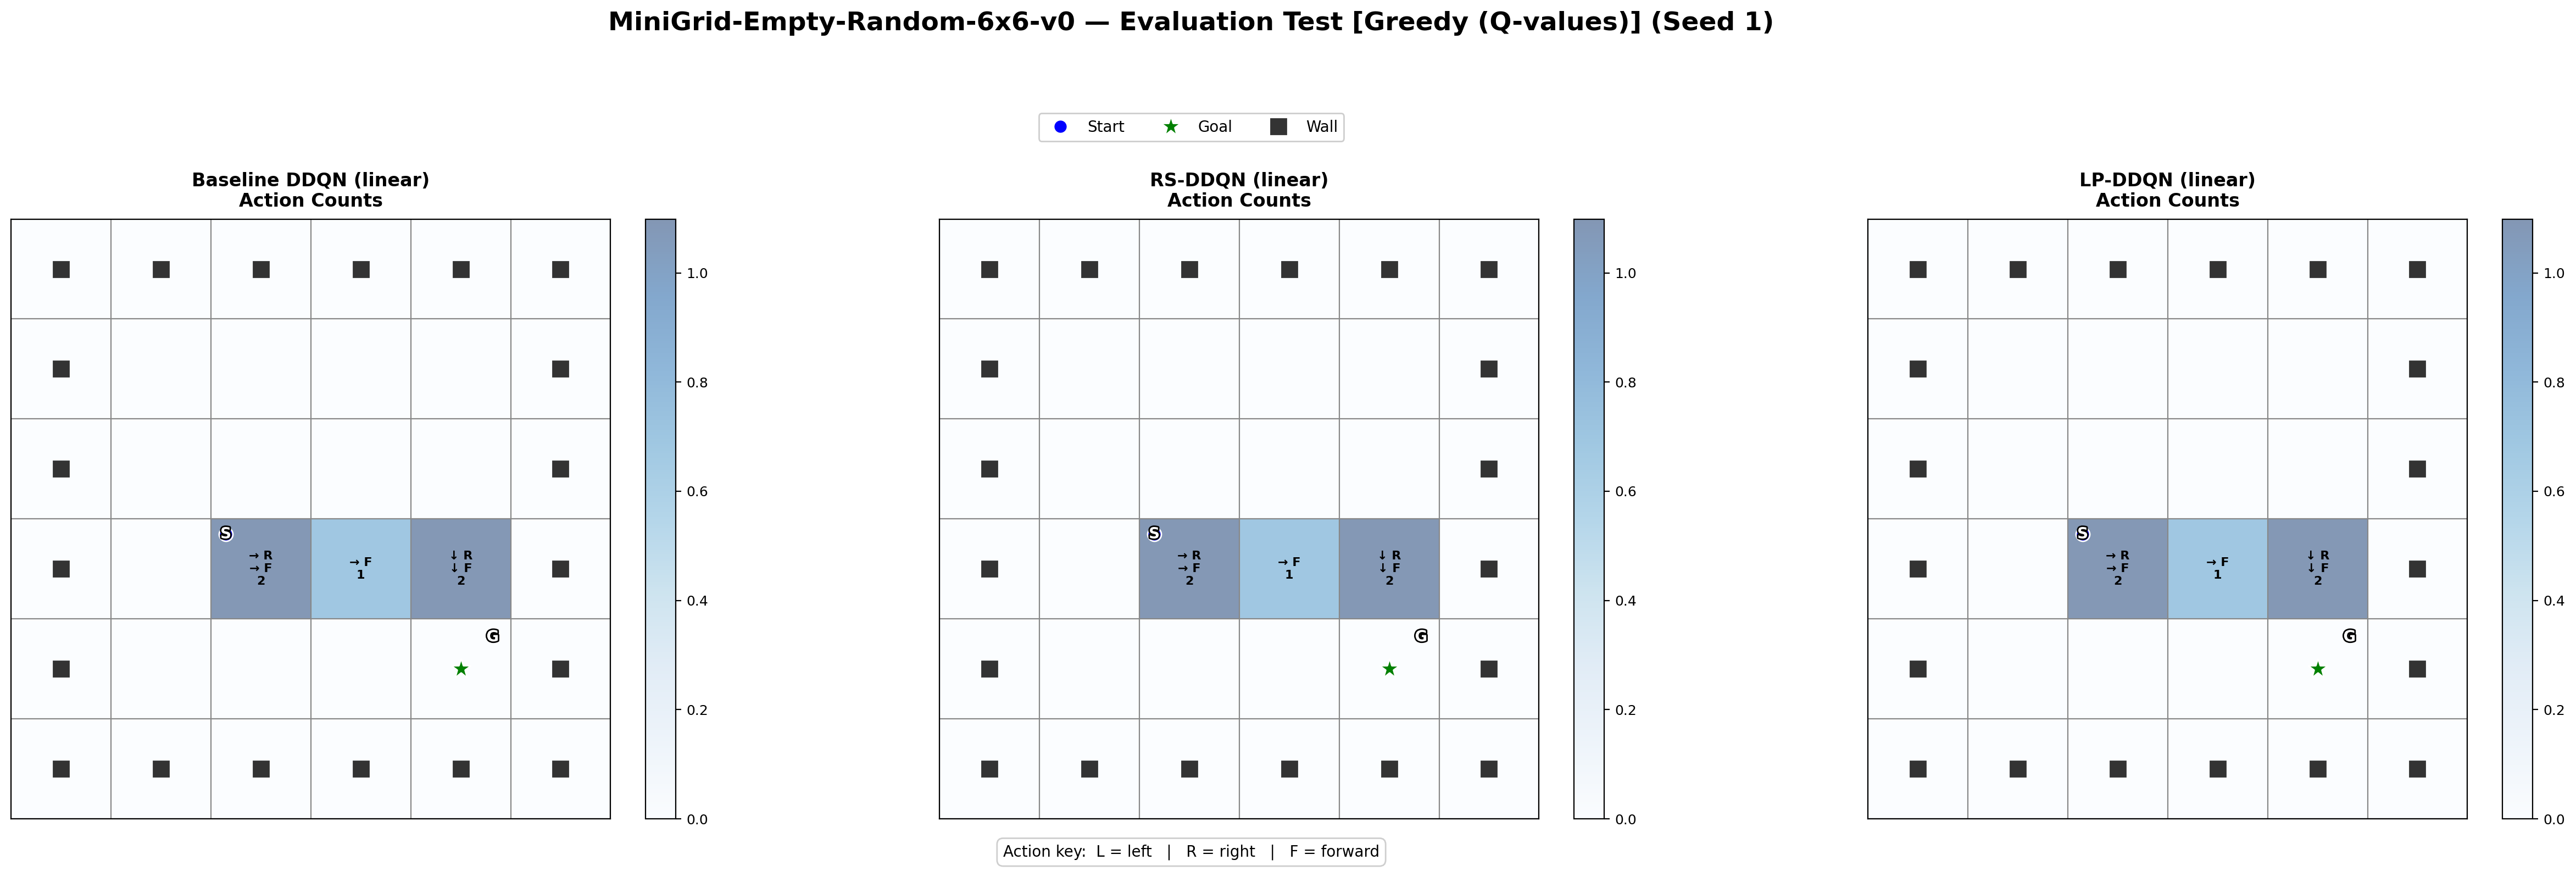 MiniGrid-Empty-Random-6x6-v0 — Evaluation Test [Greedy (Q-values)] (Seed 1)
Start
Goal
Wall
Baseline DDQN (linear)
Action Counts
S
→ R
→ F
2
→ F
1
↓ R
↓ F
2
G
1.0
0.8
0.6
0.4
0.2
0.0
RS-DDQN (linear)
Action Counts
S
→ R
→ F
2
→ F
1
↓ R
↓ F
2
G
1.0
0.8
0.6
0.4
0.2
0.0
LP-DDQN (linear)
Action Counts
S
→ R
→ F
2
→ F
1
↓ R
↓ F
2
G
1.0
0.8
0.6
0.4
0.2
0.0
Action key: L = left | R = right | F = forward